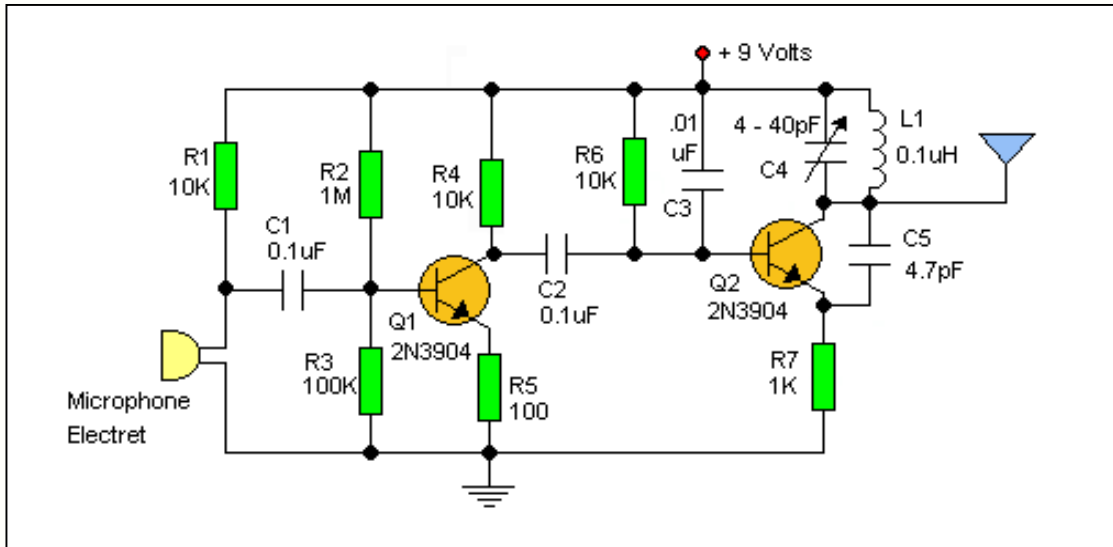 + 9 Volts
R1
10K
R2
1M
R4
10K
R6
10K
.01
uF
C3
4 - 40pF
C4
L1
0.1uH
C1
0.1uF
C2
0.1uF
Q1
2N3904
Q2
2N3904
C5
4.7pF
R3
100K
R5
100
R7
1K
Microphone
Electret